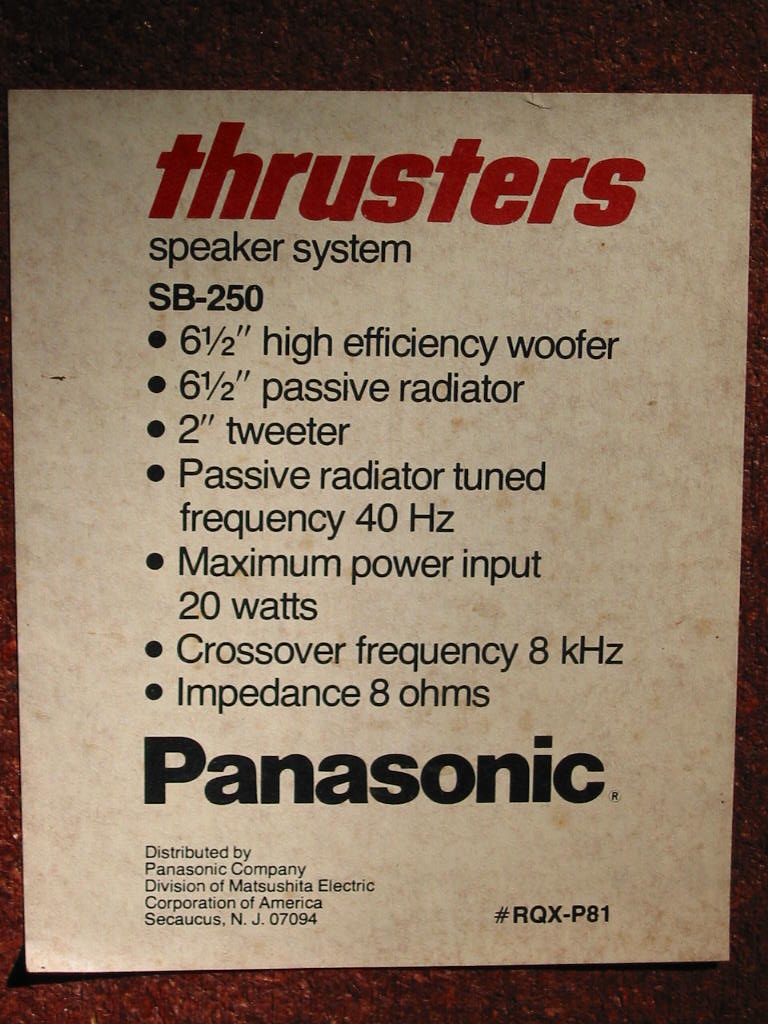 thrusters
speaker system
SB-250
• 6½″ high efficiency woofer
• 6½″ passive radiator
• 2″ tweeter
• Passive radiator tuned
frequency 40 Hz
• Maximum power input
20 watts
• Crossover frequency 8 kHz
• Impedance 8 ohms
Panasonic®
Distributed by
Panasonic Company
Division of Matsushita Electric
Corporation of America
Secaucus, N. J. 07094
#RQX-P81